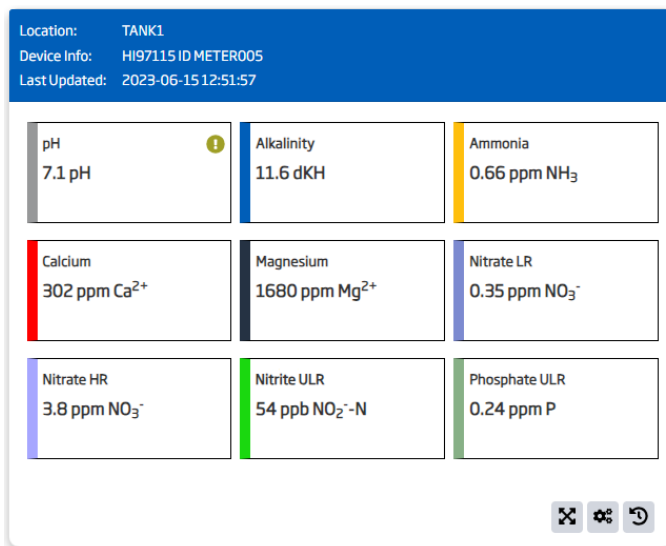 Location: TANK1
Device Info: HI97115 ID METER005
Last Updated: 2023-06-15 12:51:57
pH
7.1 pH
Alkalinity
11.6 dKH
Ammonia
0.66 ppm NH₃
Calcium
302 ppm Ca²⁺
Magnesium
1680 ppm Mg²⁺
Nitrate LR
0.35 ppm NO₃⁻
Nitrate HR
3.8 ppm NO₃⁻
Nitrite ULR
54 ppb NO₂⁻-N
Phosphate ULR
0.24 ppm P